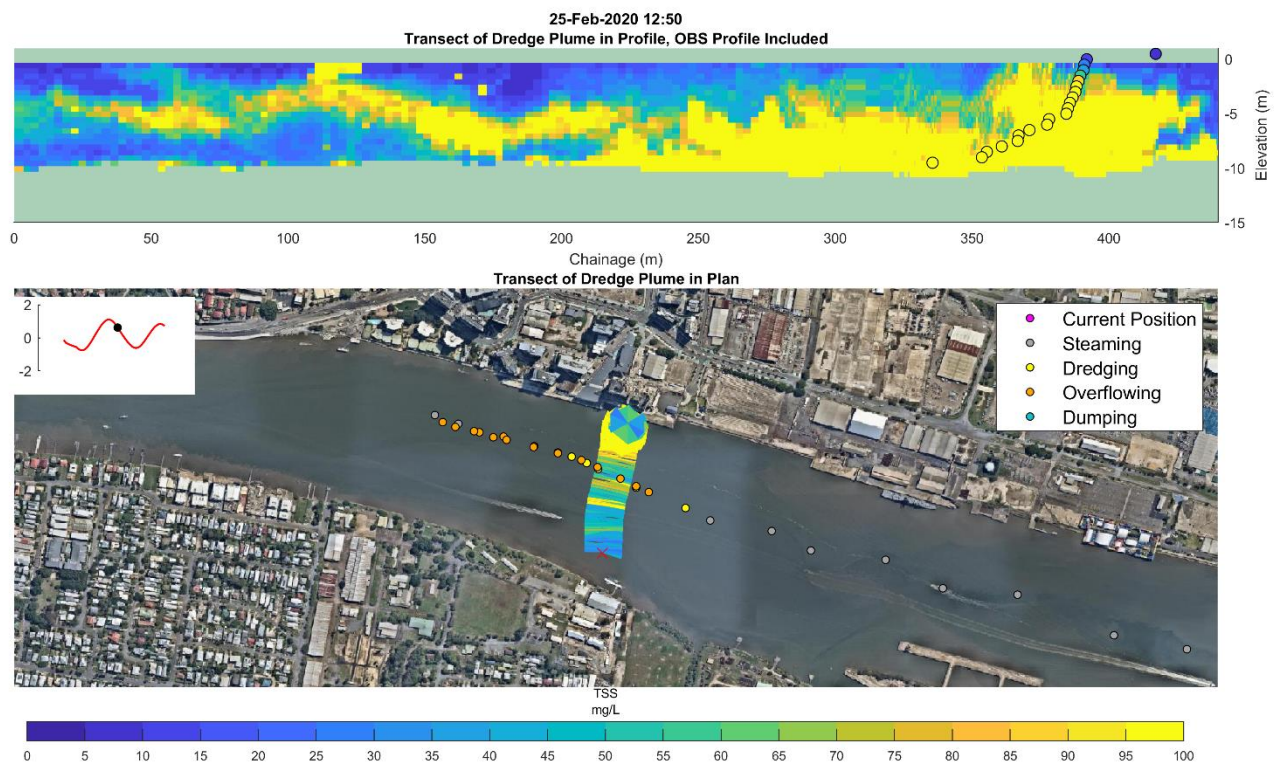 25-Feb-2020 12:50
Transect of Dredge Plume in Profile, OBS Profile Included
0
-5
-10
-15
Elevation (m)
0 50 100 150 200 250 300 350 400
Chainage (m)
Transect of Dredge Plume in Plan
2
0
-2
Current Position
Steaming
Dredging
Overflowing
Dumping
TSS
mg/L
0 5 10 15 20 25 30 35 40 45 50 55 60 65 70 75 80 85 90 95 100